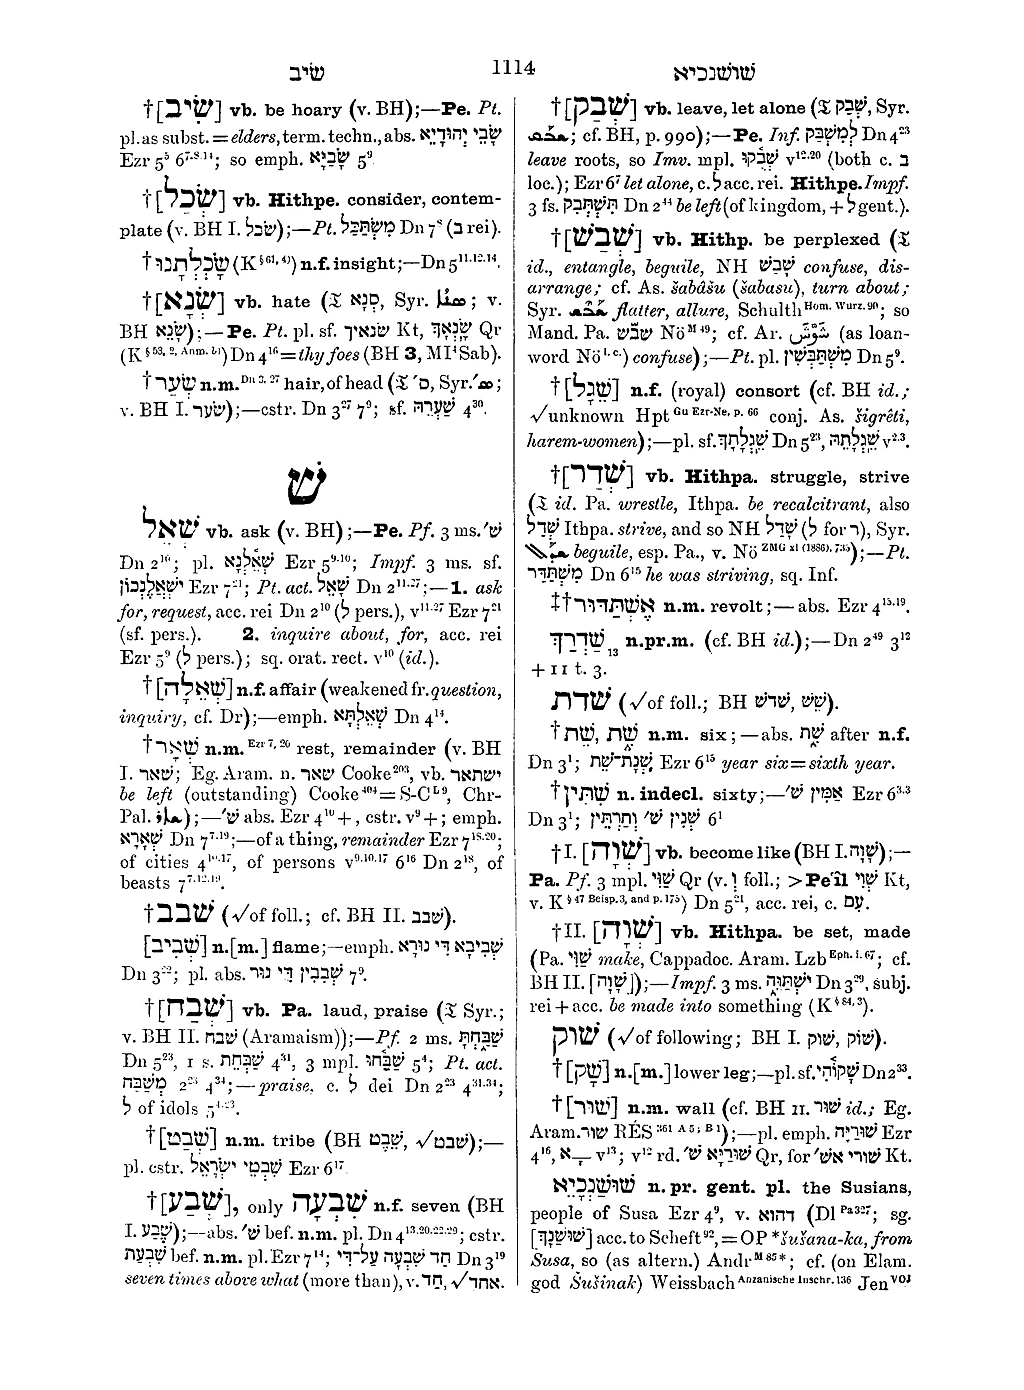 שׂיב 1114 שׁוּשׁנכיא
†[שִׂיב] vb. be hoary (v. BH);—Pe. Pt.
pl. as subst. = elders, term. techn., abs. שָׂבֵי יְהוּדָיֵא
Ezr 5⁵ 6⁷·⁸·¹⁴; so emph. שָׂבַיָּא 5⁹
†[שְׂכַל] vb. Hithpe. consider, contem-
plate (v. BH I. שׂכל);—Pt. מִשְׂתַּכַּל Dn 7⁸ (ב rei).
†שָׂכְלְתָנוּ (K § ⁶¹, ⁴)) n.f. insight;—Dn 5¹¹·¹²·¹⁴.
†[שְׂנָא] vb. hate (𝔗 סְנָא, Syr. ; v.
BH שָׂנֵא);—Pe. Pt. pl. sf. שׂנאיך Kt, שָׂנְאָךְ Qr
(K § ⁵³, ², Anm. b)) Dn 4¹⁶ = thy foes (BH 3, MI⁴ Sab).
†שְׂעַר n.m. Dn 3, 27 hair, of head (𝔗 ס׳, Syr. ;
v. BH I. שׂער);—cstr. Dn 3²⁷ 7⁹; sf. שַׂעְרֵהּ 4³⁰.
שׁ
שְׁאֵל vb. ask (v. BH);—Pe. Pf. 3 ms. שׁ׳
Dn 2¹⁰; pl. שְׁאֵלְנָא Ezr 5⁹·¹⁰; Impf. 3 ms. sf.
יִשְׁאֲלֶנְכוֹן Ezr 7²¹; Pt. act. שָׁאֵל Dn 2¹¹·²⁷;—1. ask
for, request, acc. rei Dn 2¹⁰ (ל pers.), v¹¹·²⁷ Ezr 7²¹
(sf. pers.). 2. inquire about, for, acc. rei
Ezr 5⁹ (ל pers.); sq. orat. rect. v¹⁰ (id.).
†[שְׁאֵלָה] n.f. affair (weakened fr. question,
inquiry, cf. Dr);—emph. שְׁאֵלְתָא Dn 4¹⁴.
†שְׁאָר n.m. Ezr 7, 20 rest, remainder (v. BH
I. שׁאר; Eg. Aram. n. שאר Cooke²⁰³, vb. ישתאר
be left (outstanding) Cooke⁴⁰⁴ = S-C L 9, Chr-
Pal. );—שׁ׳ abs. Ezr 4¹⁰ +, cstr. v⁹ +; emph.
שְׁאָרָא Dn 7⁷·¹⁹;—of a thing, remainder Ezr 7¹⁸·²⁰;
of cities 4¹⁰·¹⁷, of persons v⁹·¹⁰·¹⁷ 6¹⁶ Dn 2¹⁸, of
beasts 7⁷·¹²·¹⁹.
†שׁבב (√of foll.; cf. BH II. שׁבב).
[שְׁבִיב] n.[m.] flame;—emph. שְׁבִיבָא דִּי נוּרָא
Dn 3²²; pl. abs. שְׁבִבִין דִּי נוּר 7⁹.
†[שְׁבַח] vb. Pa. laud, praise (𝔗 Syr.;
v. BH II. שׁבח (Aramaism));—Pf. 2 ms. שַׁבַּחְתָּ
Dn 5²³, 1 s. שַׁבְּחֵת 4³¹, 3 mpl. שַׁבַּחוּ 5⁴; Pt. act.
מְשַׁבַּח 2²³ 4³⁴;—praise, c. ל dei Dn 2²³ 4³¹·³⁴;
ל of idols 5⁴·²³.
†[שְׁבַט] n.m. tribe (BH שֵׁבֶט, √שׁבט);—
pl. cstr. שִׁבְטֵי יִשְׂרָאֵל Ezr 6¹⁷
†[שְׁבַע], only שִׁבְעָה n.f. seven (BH
I. שֶׁבַע);—abs. שׁ׳ bef. n.m. pl. Dn 4¹³·²⁰·²²·²⁹; cstr.
שִׁבְעַת bef. n.m. pl. Ezr 7¹⁴; חַד שִׁבְעָה עַל־דִּי Dn 3¹⁹
seven times above what (more than), v. חַד, √אחד.
†[שְׁבַק] vb. leave, let alone (𝔗 שְׁבַק, Syr.
; cf. BH, p. 990);—Pe. Inf. לְמִשְׁבַּק Dn 4²³
leave roots, so Imv. mpl. שְׁבֻקוּ v¹²·²⁰ (both c. ב
loc.); Ezr 6⁷ let alone, c. ל acc. rei. Hithpe. Impf.
3 fs. תִּשְׁתְּבִק Dn 2⁴⁴ be left (of kingdom, + ל gent.).
†[שְׁבַשׁ] vb. Hithp. be perplexed (𝔗
id., entangle, beguile, NH שָׁבַשׁ confuse, dis-
arrange; cf. As. šabâšu (šabasu), turn about;
Syr. flatter, allure, Schulth Hom. Wurz. 90; so
Mand. Pa. שבש Nö M 49; cf. Ar. شَوَّشَ (as loan-
word Nö l. c.) confuse);—Pt. pl. מִשְׁתַּבְּשִׁין Dn 5⁹.
†[שֵׁגָל] n.f. (royal) consort (cf. BH id.;
√unknown Hpt Gu Ezr-Ne, p. 66 conj. As. šigrêti,
harem-women);—pl. sf. שֵׁגְלָתָךְ Dn 5²³, שֵׁגְלָתֵהּ v²·³.
†[שְׁדַר] vb. Hithpa. struggle, strive
(𝔗 id. Pa. wrestle, Ithpa. be recalcitrant, also
שְׁדַל Ithpa. strive, and so NH שָׁדַל (ל for ר), Syr.
beguile, esp. Pa., v. Nö ZMG xl (1886), 735);—Pt.
מִשְׁתַּדַּר Dn 6¹⁵ he was striving, sq. Inf.
‡†אֶשְׁתַּדּוּר n.m. revolt;—abs. Ezr 4¹⁵·¹⁹.
שַׁדְרַךְ 13 n.pr.m. (cf. BH id.);—Dn 2⁴⁹ 3¹²
+ 11 t. 3.
שׁדת (√of foll.; BH שׁדשׁ, שֵׁשׁ).
†שֵׁת, שִׁת n.m. six;—abs. שֵׁת after n.f.
Dn 3¹; שְׁנַת־שֵׁת Ezr 6¹⁵ year six = sixth year.
†שִׁתִּין n. indecl. sixty;—אַמִּין שׁ׳ Ezr 6³·³
Dn 3¹; שְׁנִין שׁ׳ וְתַרְתֵּין 6¹
†I. [שְׁוָה] vb. become like (BH I. שָׁוָה);—
Pa. Pf. 3 mpl. שַׁוִּיו Qr (v. ו foll.; > Pe‘îl שְׁוִי Kt,
v. K § 47 Beisp. 3, and p. 175) Dn 5²¹, acc. rei, c. עִם.
†II. [שְׁוָה] vb. Hithpa. be set, made
(Pa. שַׁוִּי make, Cappadoc. Aram. Lzb Eph. i. 67; cf.
BH II. [שָׁוָה]);—Impf. 3 ms. יִשְׁתַּוֵּה Dn 3²⁹, subj.
rei + acc. be made into something (K § 84, 3).
שׁוק (√of following; BH I. שׁוק, שׁוֹק).
†[שָׁק] n.[m.] lower leg;—pl. sf. שָׁקוֹהִי Dn 2³³.
†[שׁוּר] n.m. wall (cf. BH II. שׁוּר id.; Eg.
Aram. שור RÉS 361 A 5; B 1);—pl. emph. שׁוּרַיָּה Ezr
4¹⁶, יָּא— v¹³; v¹² rd. שׁוּרַיָּא שׁ׳ Qr, for שׁורי אשׁ׳ Kt.
שׁוּשַׁנְכָיֵא n. pr. gent. pl. the Susians,
people of Susa Ezr 4⁹, v. דהוא (Dl Pa 327; sg.
[שׁוּשַׁנְךְ] acc. to Scheft⁹², = OP *šušana-ka, from
Susa, so (as altern.) Andr M 85*; cf. (on Elam.
god Šušinak) Weissbach Anzanische Inschr. 136 Jen VOJ